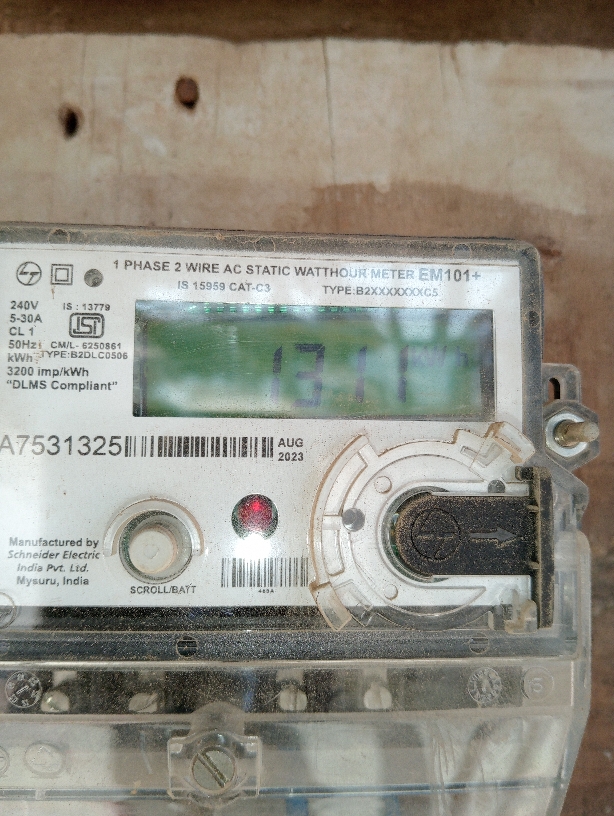 1 PHASE 2 WIRE AC STATIC WATTHOUR METER EM101+
IS 15959 CAT-C3 TYPE:B2XXXXXXXC5
240V IS : 13779
5-30A
CL 1
50Hz CM/L- 6250861
kWh TYPE:B2DLC0506
3200 imp/kWh
"DLMS Compliant"
1311 kWh
A7531325
AUG
2023
Manufactured by
Schneider Electric
India Pvt. Ltd.
Mysuru, India
SCROLL/BATT